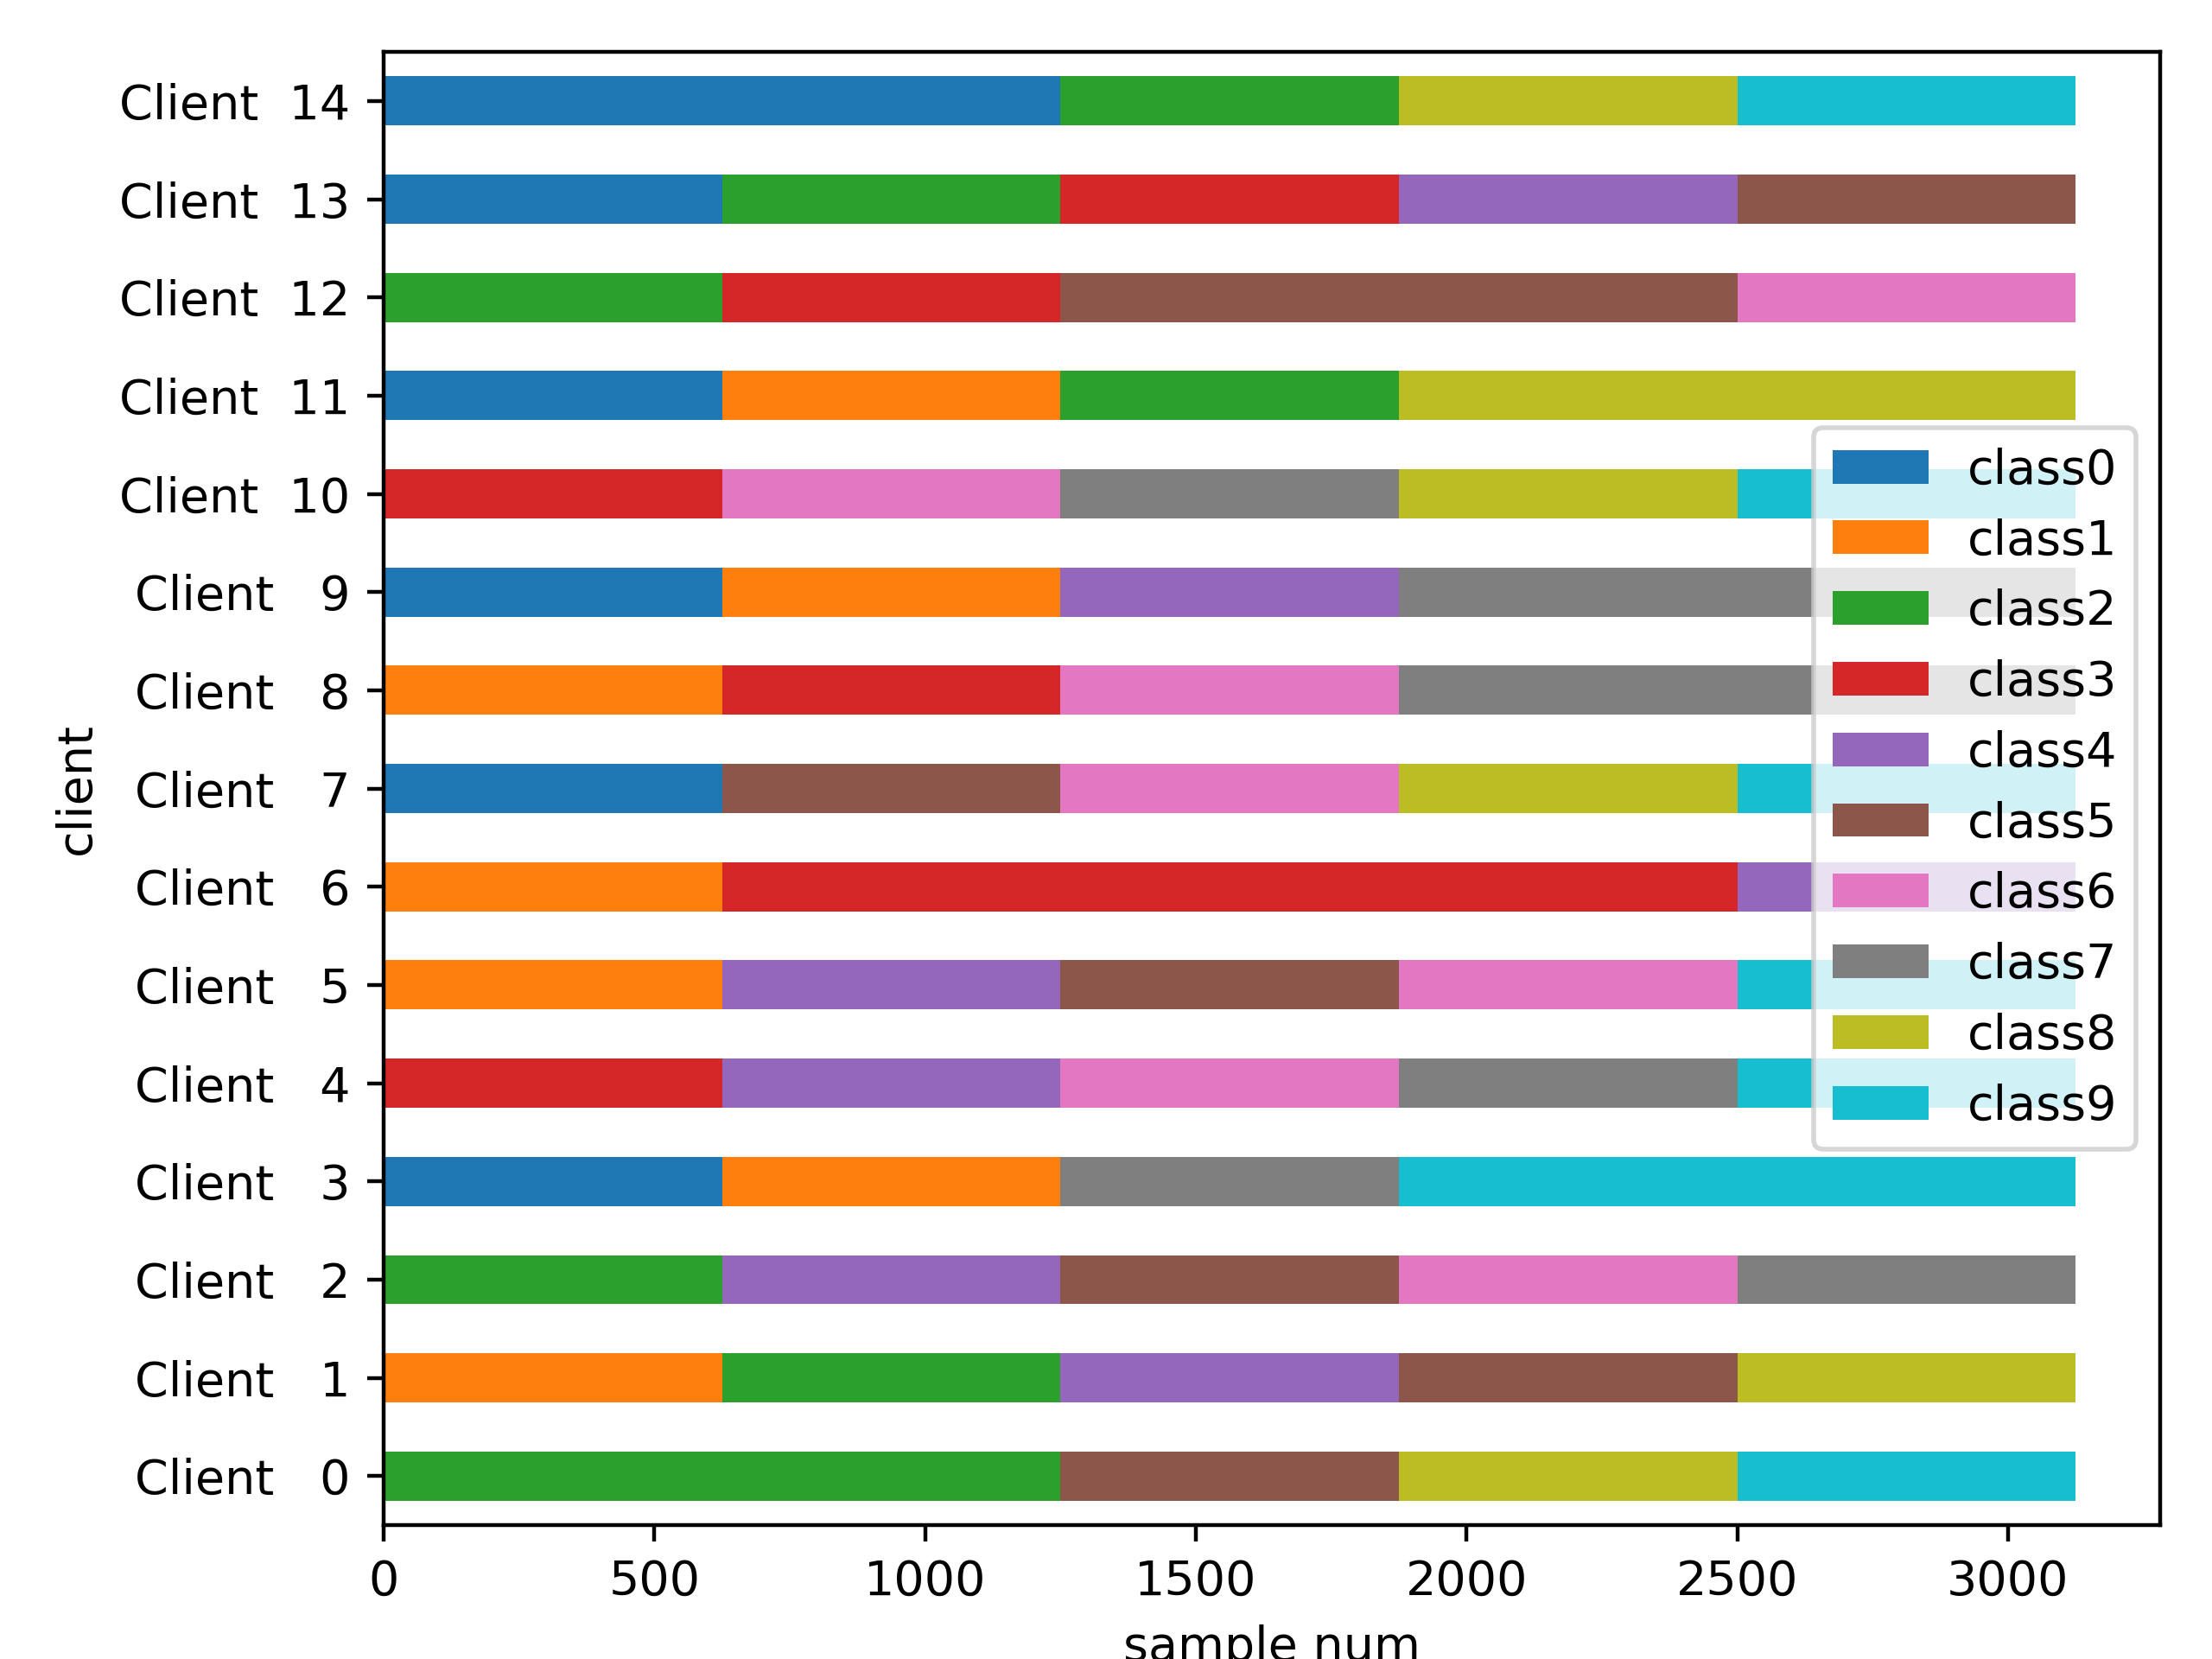 Client 14
Client 13
Client 12
Client 11
Client 10
Client 9
Client 8
Client 7
Client 6
Client 5
Client 4
Client 3
Client 2
Client 1
Client 0
client
class0
class1
class2
class3
class4
class5
class6
class7
class8
class9
0 500 1000 1500 2000 2500 3000
sample num